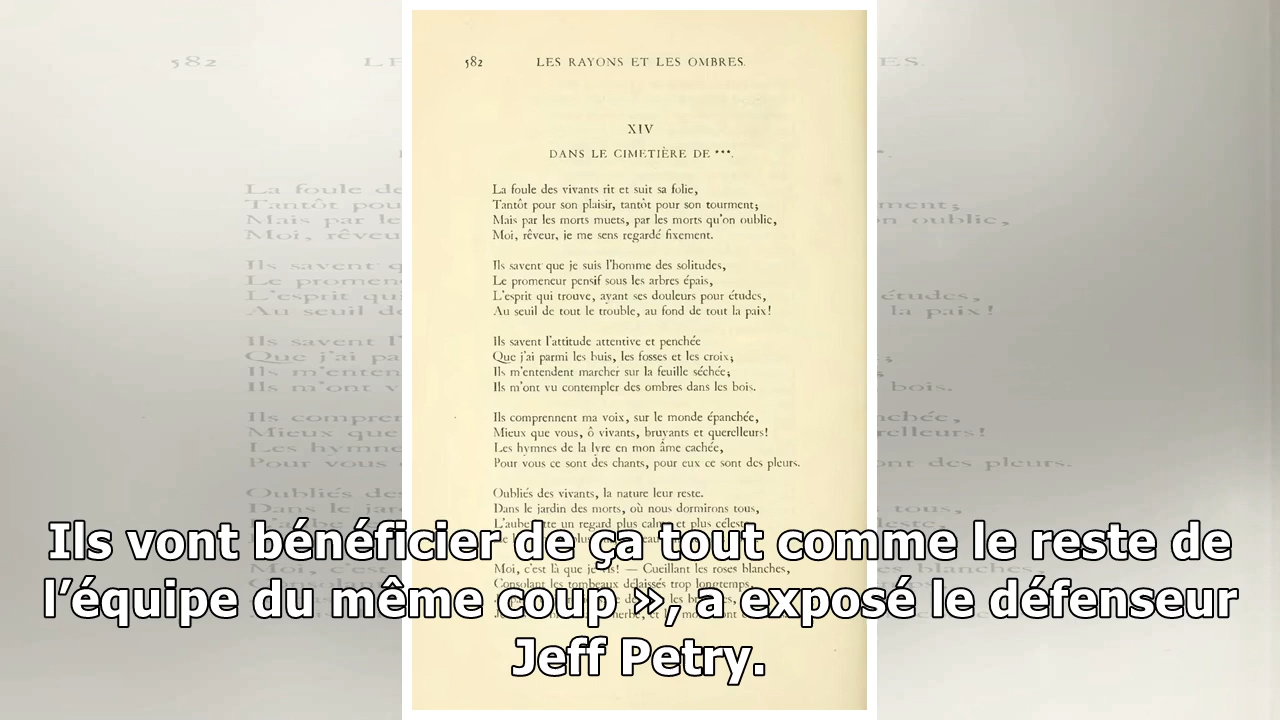 582 LES RAYONS ET LES OMBRES.
XIV
DANS LE CIMETIÈRE DE ***.
La foule des vivants rit et suit sa folie,
Tantôt pour son plaisir, tantôt pour son tourment;
Mais par les morts muets, par les morts qu'on oublie,
Moi, rêveur, je me sens regardé fixement.
Ils savent que je suis l'homme des solitudes,
Le promeneur pensif sous les arbres épais,
L'esprit qui trouve, ayant ses douleurs pour études,
Au seuil de tout le trouble, au fond de tout la paix!
Ils savent l'attitude attentive et penchée
Que j'ai parmi les buis, les fosses et les croix;
Ils m'entendent marcher sur la feuille séchée;
Ils m'ont vu contempler des ombres dans les bois.
Ils comprennent ma voix, sur le monde épanchée,
Mieux que vous, ô vivants, bruyants et querelleurs!
Les hymnes de la lyre en mon âme cachée,
Pour vous ce sont des chants, pour eux ce sont des pleurs.
Oubliés des vivants, la nature leur reste.
Dans le jardin des morts, où nous dormirons tous,
L'aube un regard plus calme et plus céleste
Moi, c'est là que je vis! — Cueillant les roses blanches,
Consolant les tombeaux délaissés trop longtemps,
Ils vont bénéficier de ça tout comme le reste de
l’équipe du même coup », a exposé le défenseur
Jeff Petry.